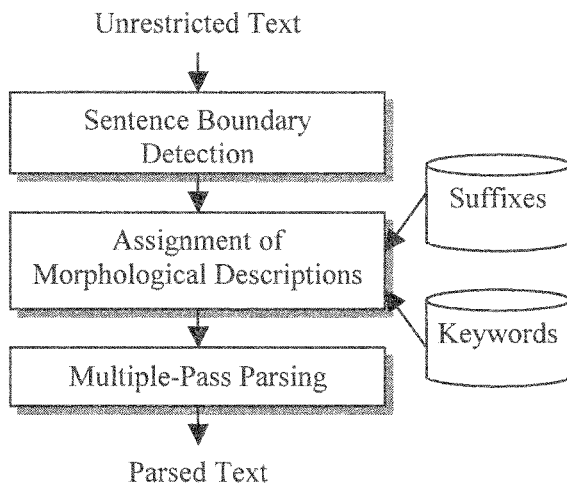 Unrestricted Text
Sentence Boundary
Detection
Suffixes
Assignment of
Morphological Descriptions
Keywords
Multiple-Pass Parsing
Parsed Text